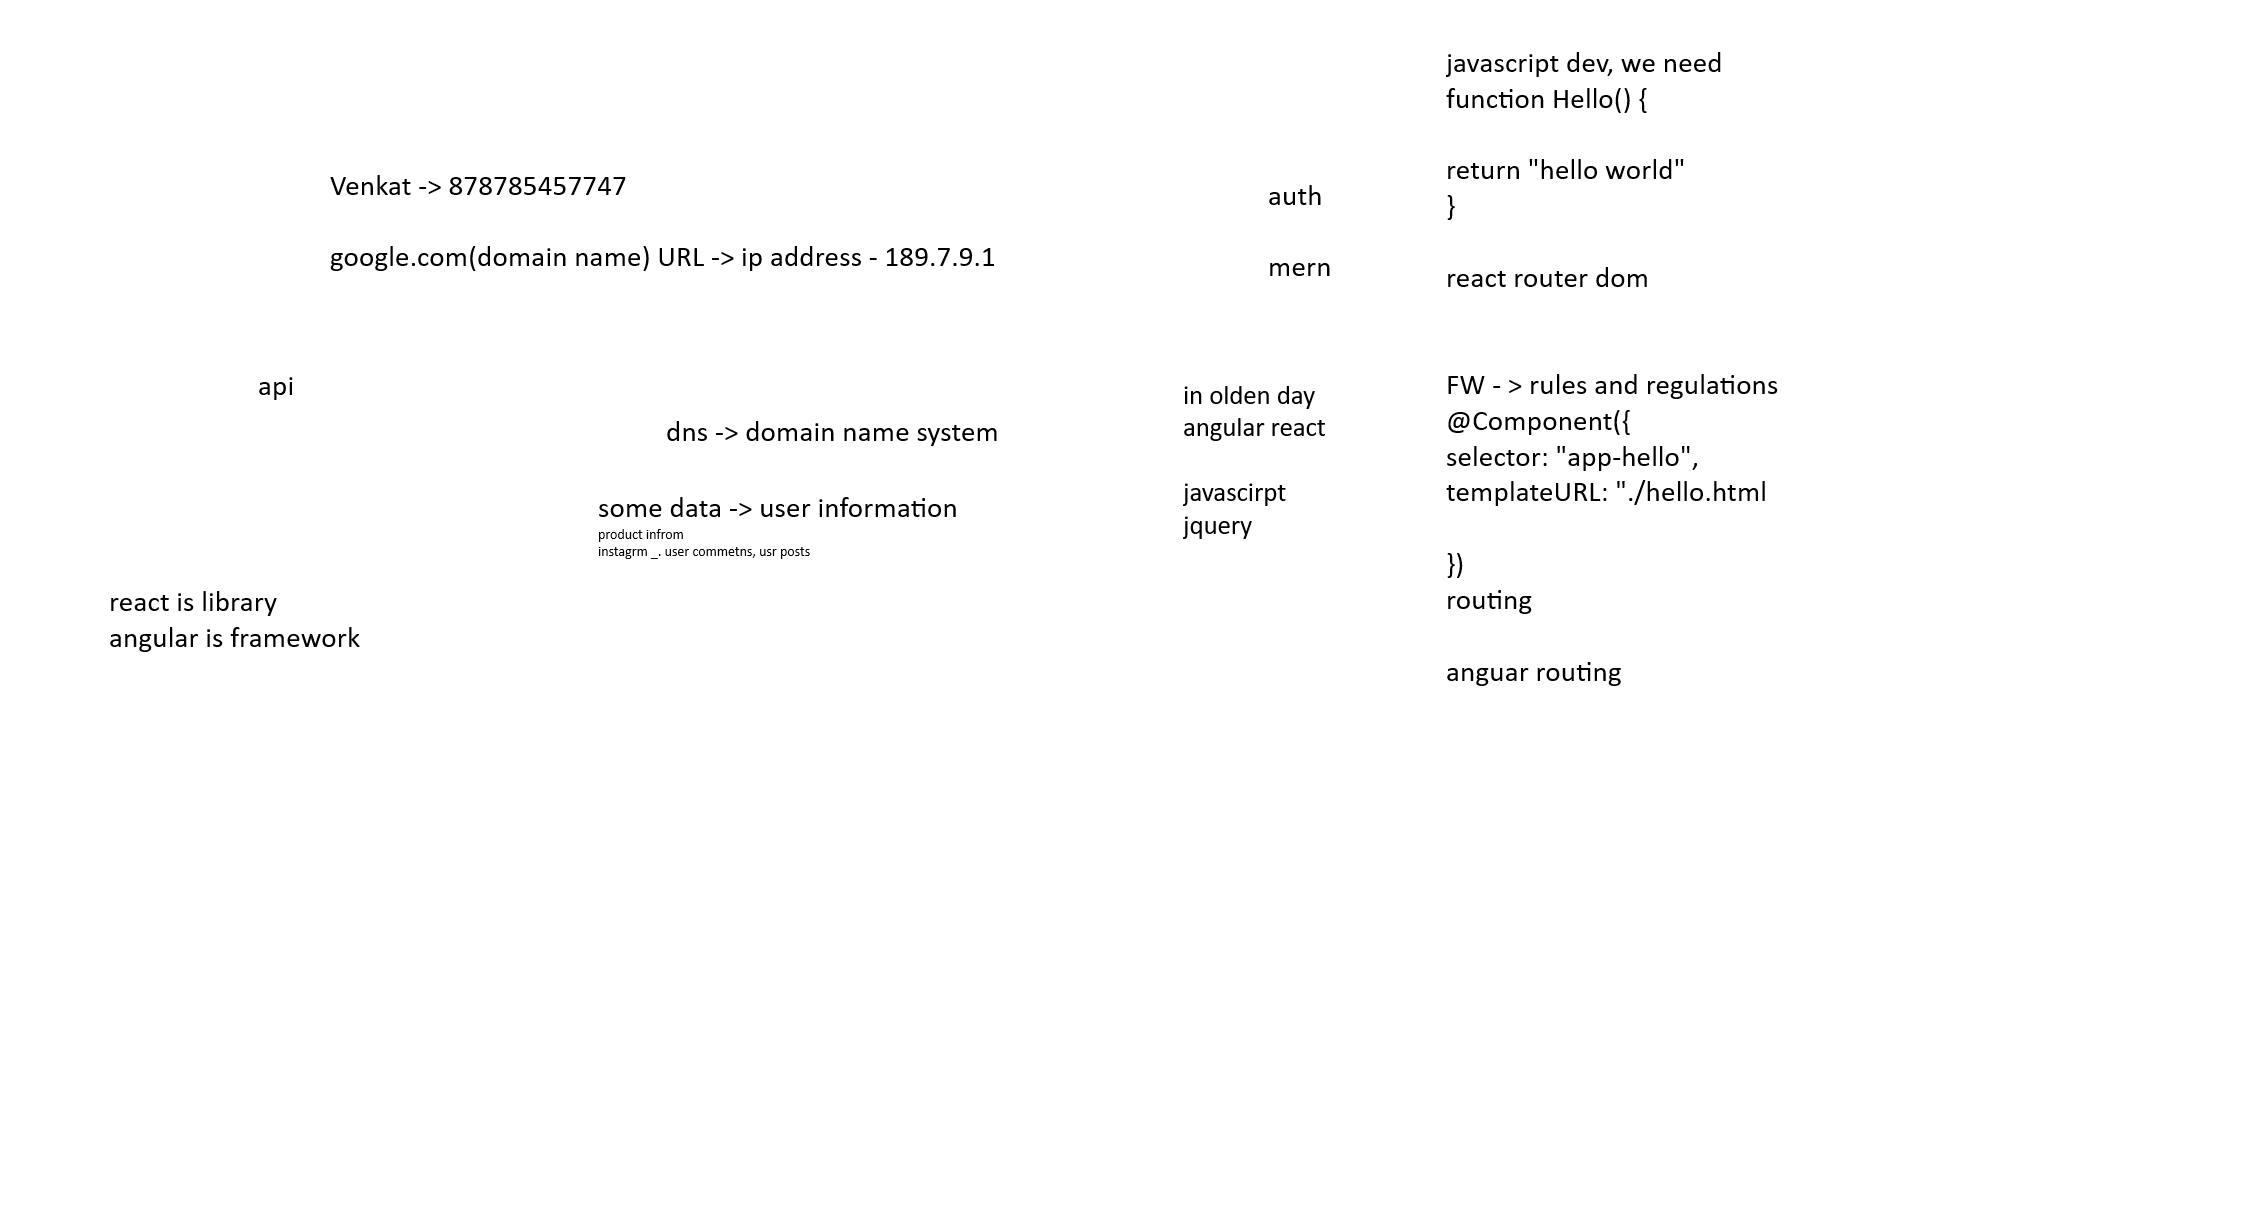 Venkat -> 878785457747
google.com(domain name) URL -> ip address - 189.7.9.1
api
dns -> domain name system
some data -> user information
product infrom
instagrm _. user commetns, usr posts
react is library
angular is framework
auth
mern
in olden day
angular react
javascirpt
jquery
javascript dev, we need
function Hello() {
return "hello world"
}
react router dom
FW - > rules and regulations
@Component({
selector: "app-hello",
templateURL: "./hello.html
})
routing
anguar routing